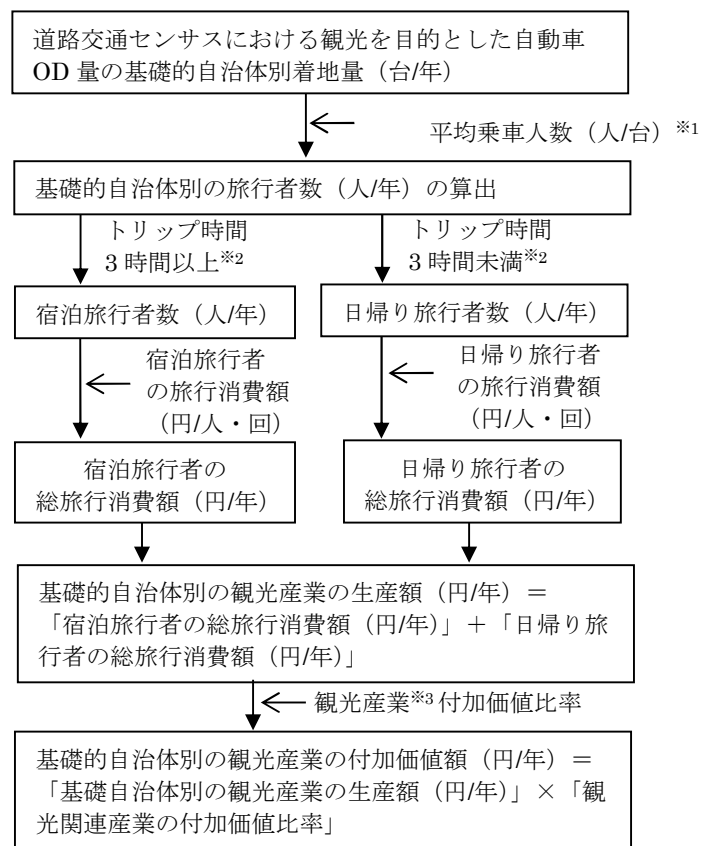 道路交通センサスにおける観光を目的とした自動車
OD 量の基礎的自治体別着地量（台/年）
平均乗車人数（人/台）※1
基礎的自治体別の旅行者数（人/年）の算出
トリップ時間
3 時間以上※2
トリップ時間
3 時間未満※2
宿泊旅行者数（人/年）
日帰り旅行者数（人/年）
宿泊旅行者
の旅行消費額
（円/人・回）
日帰り旅行者
の旅行消費額
（円/人・回）
宿泊旅行者の
総旅行消費額（円/年）
日帰り旅行者の
総旅行消費額（円/年）
基礎的自治体別の観光産業の生産額（円/年）＝
「宿泊旅行者の総旅行消費額（円/年）」＋「日帰り旅
行者の総旅行消費額（円/年）」
観光産業※3 付加価値比率
基礎的自治体別の観光産業の付加価値額（円/年）＝
「基礎自治体別の観光産業の生産額（円/年）」×「観
光関連産業の付加価値比率」